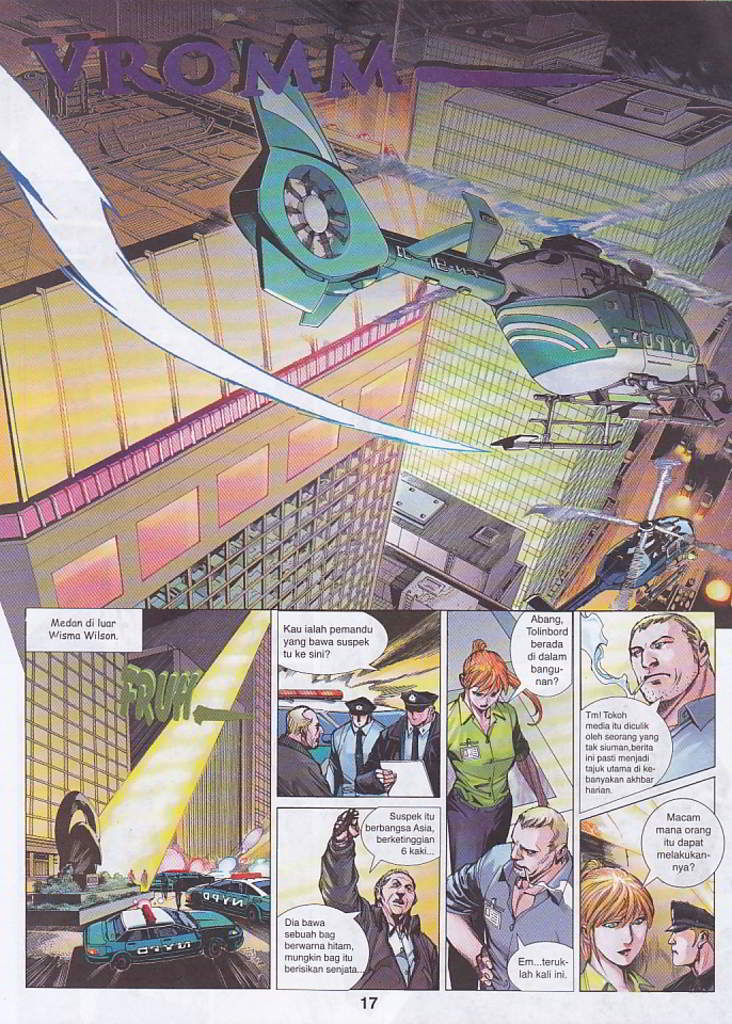 VROMM
NYPD
Medan di luar
Wisma Wilson.
FRUH
NYPD
NYPD
Kau ialah pemandu
yang bawa suspek
tu ke sini?
Suspek itu
berbangsa Asia,
berketinggian
6 kaki...
Dia bawa
sebuah bag
berwarna hitam,
mungkin bag itu
berisikan senjata...
Abang,
Tolinbord
berada
di dalam
bangu-
nan?
Em...teruk-
lah kali ini.
Tm! Tokoh
media itu diculik
oleh seorang yang
tak siuman,berita
ini pasti menjadi
tajuk utama di ke-
banyakan akhbar
harian.
Macam
mana orang
itu dapat
melakukan-
nya?
17